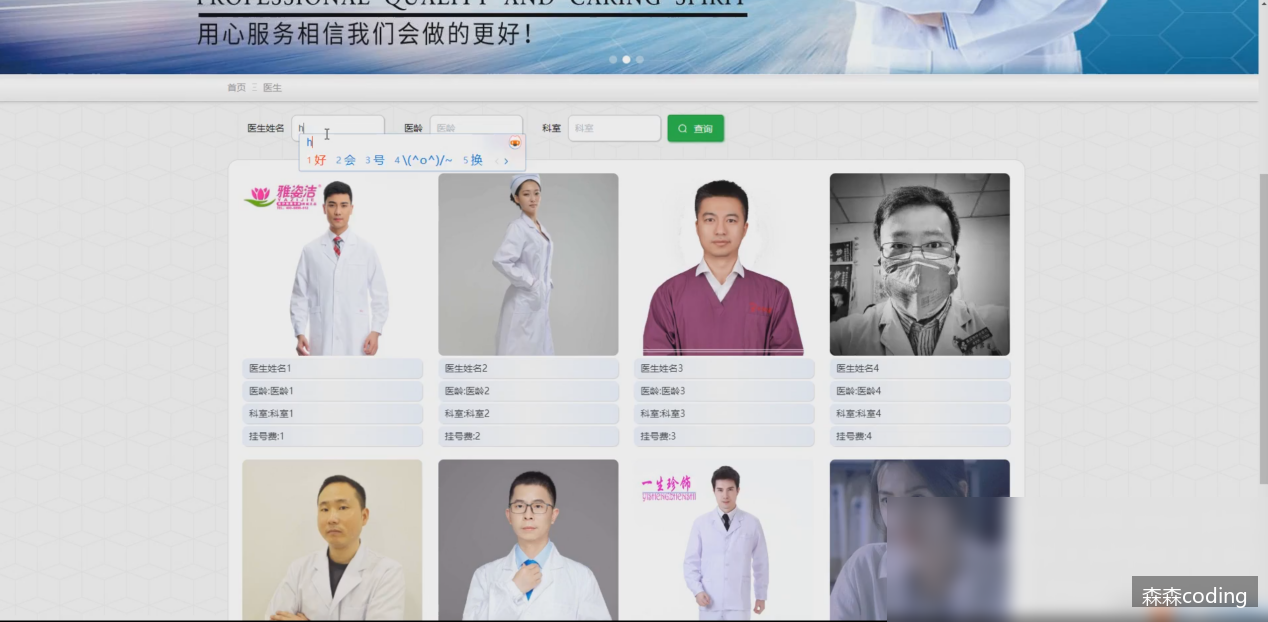 PROFESSIONAL QUALITY AND CARING SPIRIT
用心服务相信我们会做的更好！
首页 Ξ 医生
医生姓名 h 医龄 医龄 科室 科室 查询
h
1 好 2 会 3 号 4 \(^o^)/~ 5 换
雅姿洁
医生姓名1 医生姓名2 医生姓名3 医生姓名4
医龄:医龄1 医龄:医龄2 医龄:医龄3 医龄:医龄4
科室:科室1 科室:科室2 科室:科室3 科室:科室4
挂号费:1 挂号费:2 挂号费:3 挂号费:4
一生珍饰
森森coding